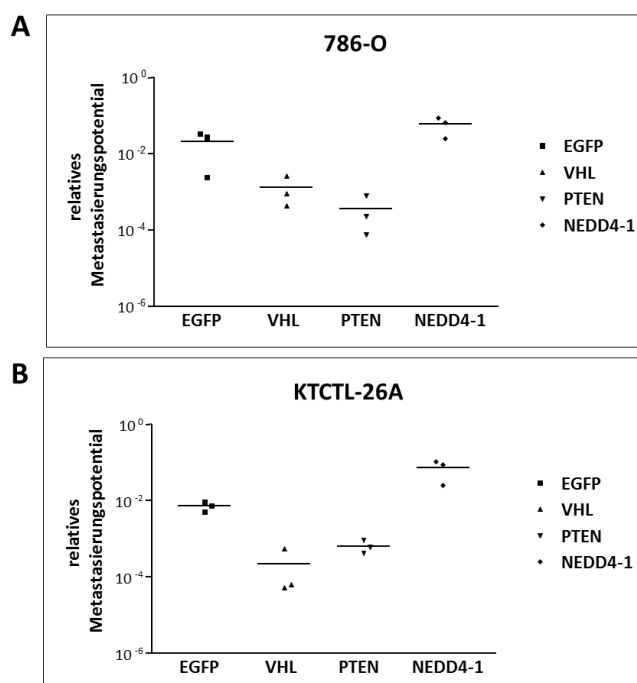 A
786-O
relatives
Metastasierungspotential
10⁰
10⁻²
10⁻⁴
10⁻⁶
EGFP VHL PTEN NEDD4-1
EGFP
VHL
PTEN
NEDD4-1
B
KTCTL-26A
relatives
Metastasierungspotential
10⁰
10⁻²
10⁻⁴
10⁻⁶
EGFP VHL PTEN NEDD4-1
EGFP
VHL
PTEN
NEDD4-1